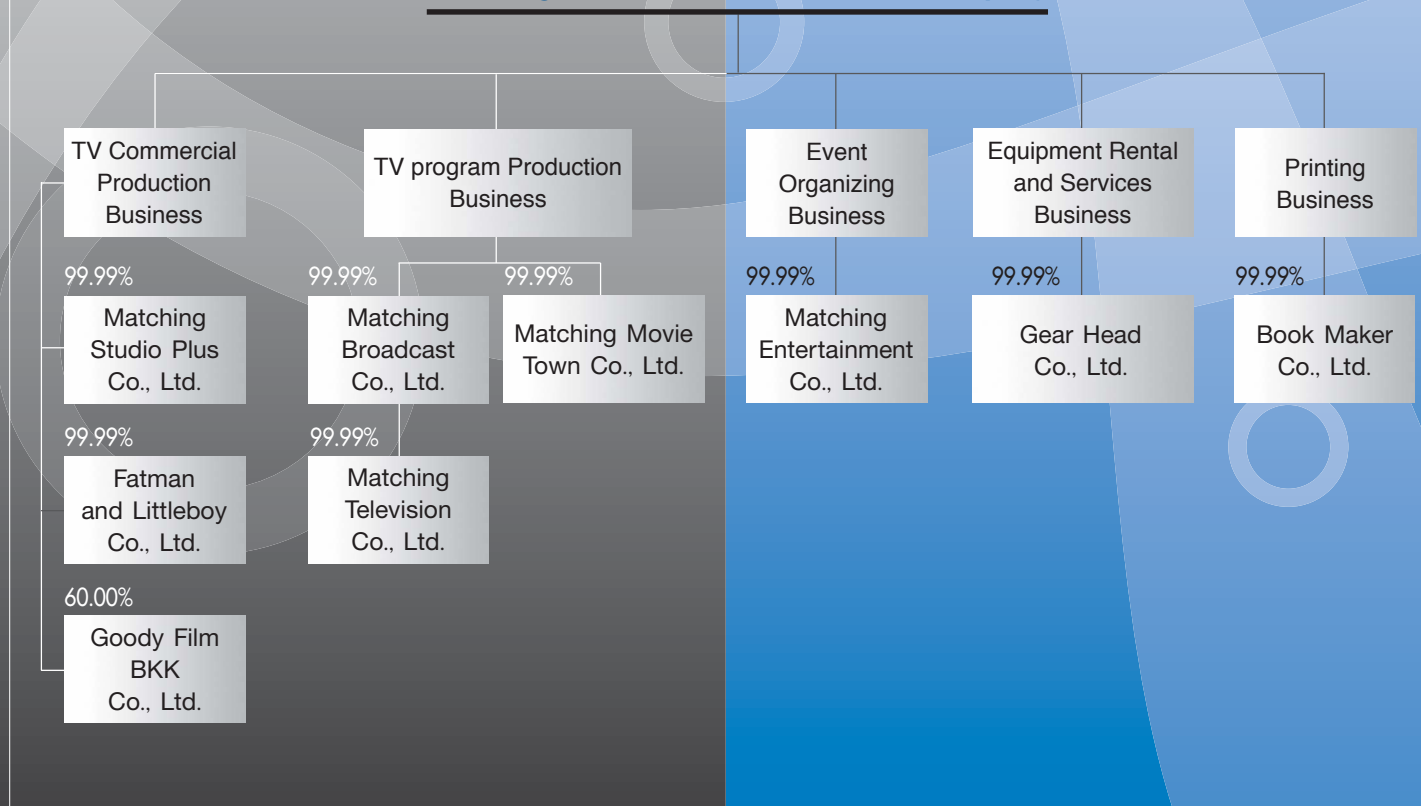 TV Commercial
Production
Business
TV program Production
Business
Event
Organizing
Business
Equipment Rental
and Services
Business
Printing
Business
99.99%
Matching
Studio Plus
Co., Ltd.
99.99%
Matching
Broadcast
Co., Ltd.
99.99%
Matching Movie
Town Co., Ltd.
99.99%
Matching
Entertainment
Co., Ltd.
99.99%
Gear Head
Co., Ltd.
99.99%
Book Maker
Co., Ltd.
99.99%
Fatman
and Littleboy
Co., Ltd.
99.99%
Matching
Television
Co., Ltd.
60.00%
Goody Film
BKK
Co., Ltd.